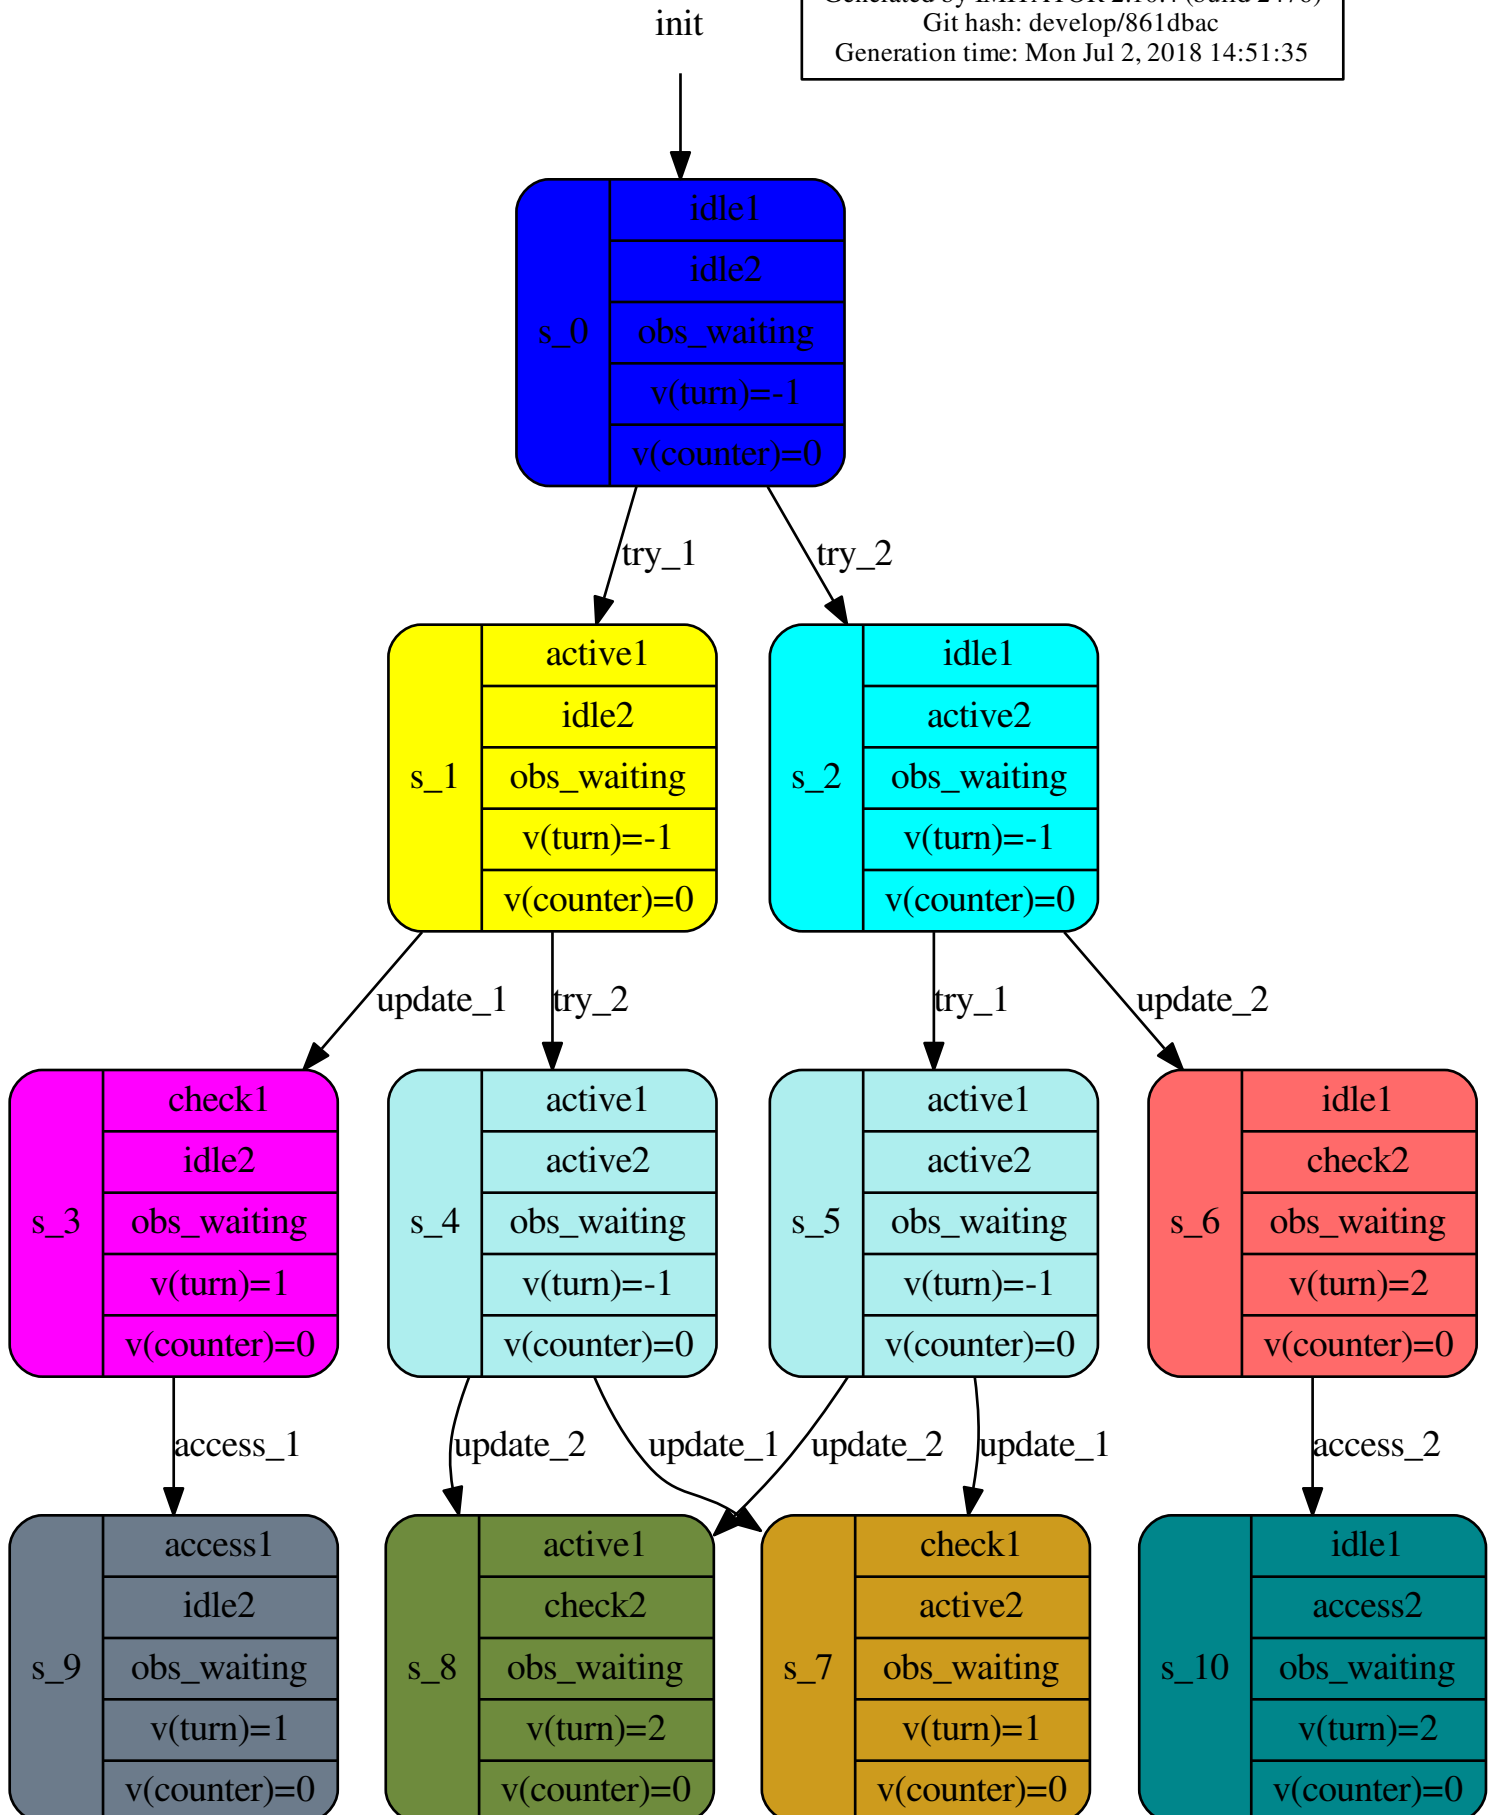 init
Git hash: develop/861dbac
Generation time: Mon Jul 2, 2018 14:51:35
s_0
idle1
idle2
obs_waiting
v(turn)=-1
v(counter)=0
try_1
try_2
s_1
active1
idle2
obs_waiting
v(turn)=-1
v(counter)=0
s_2
idle1
active2
obs_waiting
v(turn)=-1
v(counter)=0
update_1
try_2
try_1
update_2
s_3
check1
idle2
obs_waiting
v(turn)=1
v(counter)=0
s_4
active1
active2
obs_waiting
v(turn)=-1
v(counter)=0
s_5
active1
active2
obs_waiting
v(turn)=-1
v(counter)=0
s_6
idle1
check2
obs_waiting
v(turn)=2
v(counter)=0
access_1
update_2
update_1
update_2
update_1
access_2
s_9
access1
idle2
obs_waiting
v(turn)=1
v(counter)=0
s_8
active1
check2
obs_waiting
v(turn)=2
v(counter)=0
s_7
check1
active2
obs_waiting
v(turn)=1
v(counter)=0
s_10
idle1
access2
obs_waiting
v(turn)=2
v(counter)=0